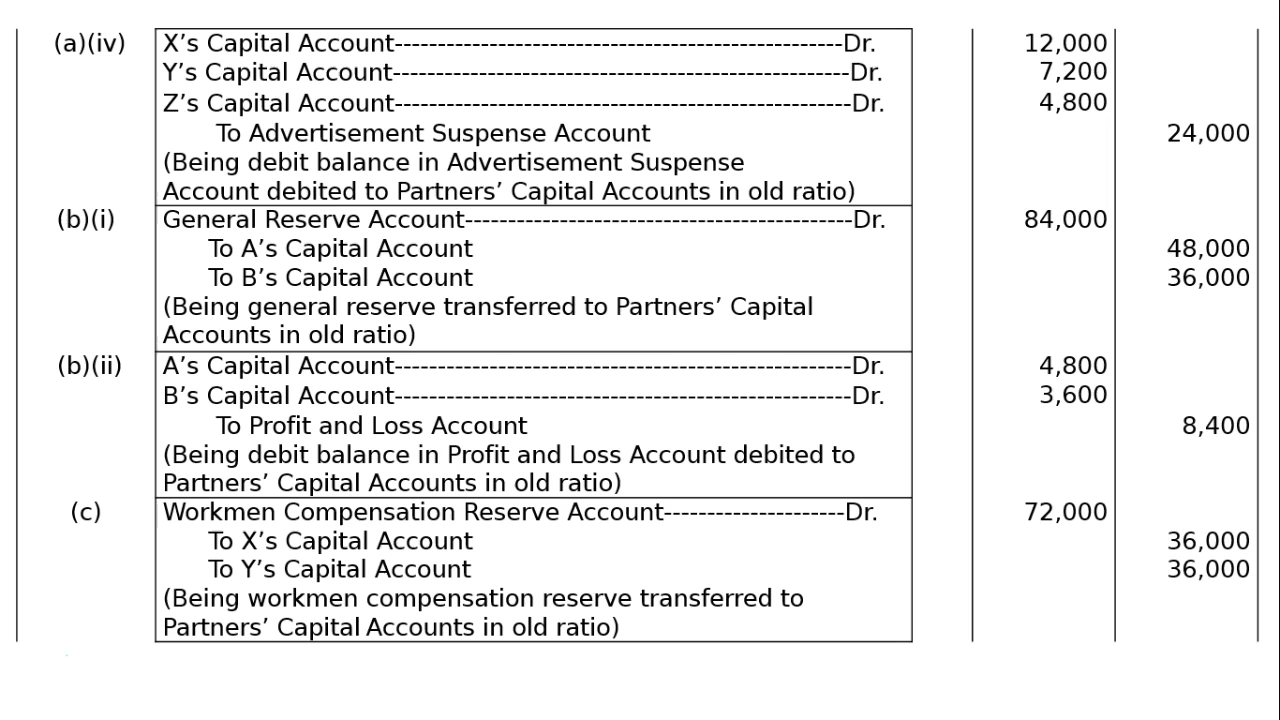 (a)(iv) X’s Capital Account----------------------------------------------------Dr. 12,000
Y’s Capital Account-----------------------------------------------------Dr. 7,200
Z’s Capital Account-----------------------------------------------------Dr. 4,800
To Advertisement Suspense Account 24,000
(Being debit balance in Advertisement Suspense
Account debited to Partners’ Capital Accounts in old ratio)
(b)(i) General Reserve Account---------------------------------------------Dr. 84,000
To A’s Capital Account 48,000
To B’s Capital Account 36,000
(Being general reserve transferred to Partners’ Capital
Accounts in old ratio)
(b)(ii) A’s Capital Account-----------------------------------------------------Dr. 4,800
B’s Capital Account-----------------------------------------------------Dr. 3,600
To Profit and Loss Account 8,400
(Being debit balance in Profit and Loss Account debited to
Partners’ Capital Accounts in old ratio)
(c) Workmen Compensation Reserve Account---------------------Dr. 72,000
To X’s Capital Account 36,000
To Y’s Capital Account 36,000
(Being workmen compensation reserve transferred to
Partners’ Capital Accounts in old ratio)